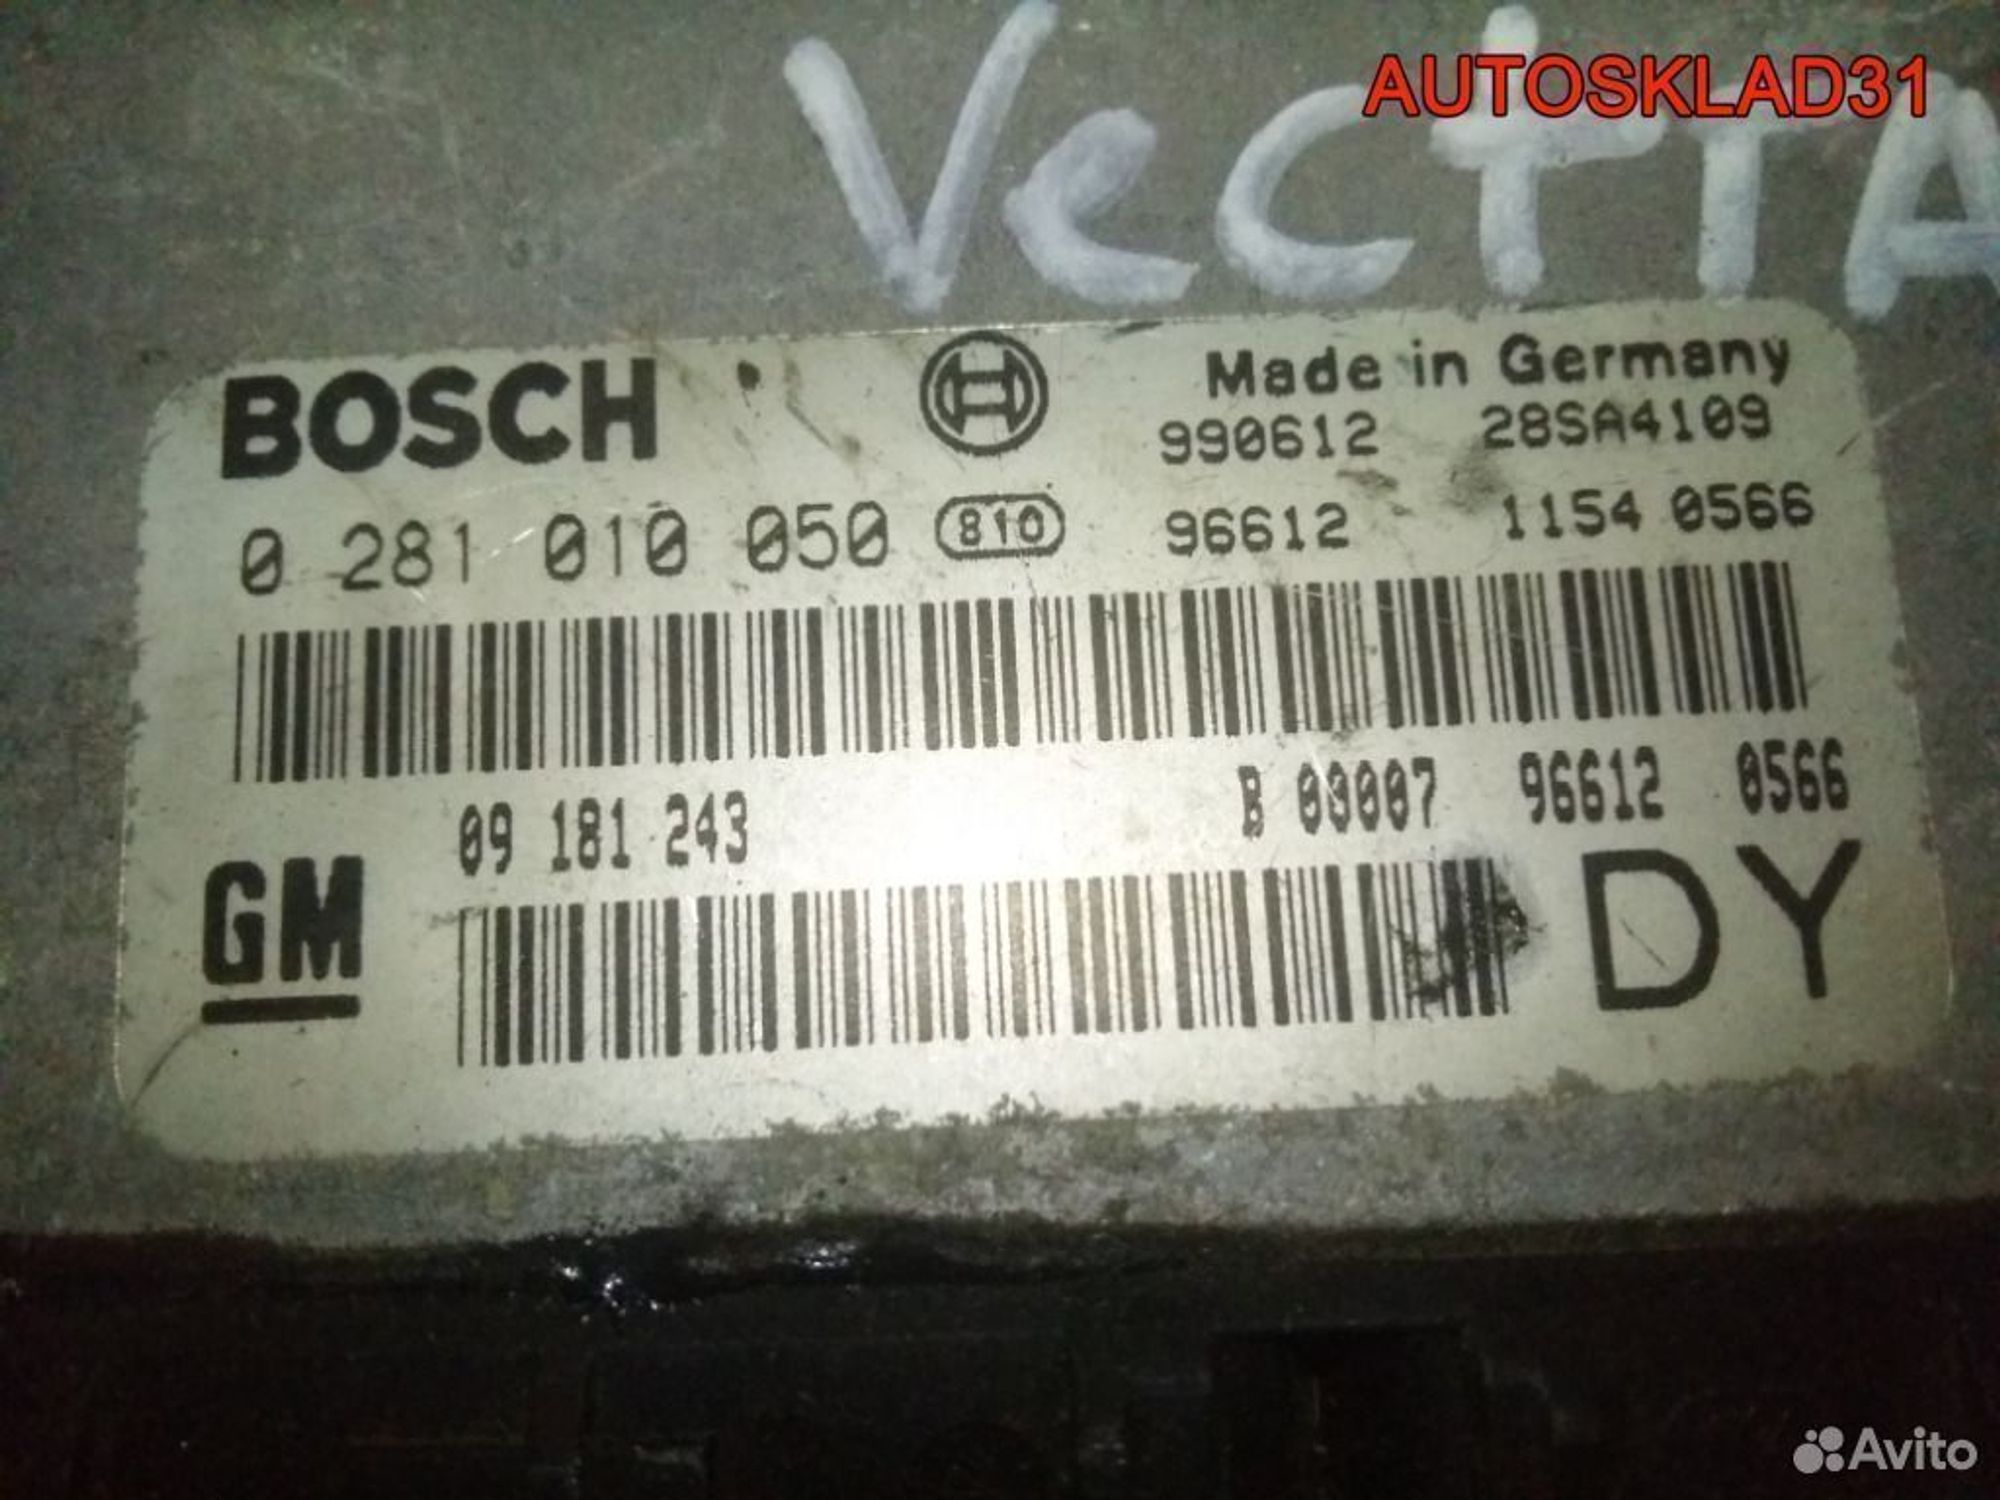 AUTOSKLAD31
VectrA
BOSCH
Made in Germany
990612 28SA4109
0 281 010 050 810 96612 1154 0566
09 181 243 B 00007 96612 0566
GM
DY
Avito